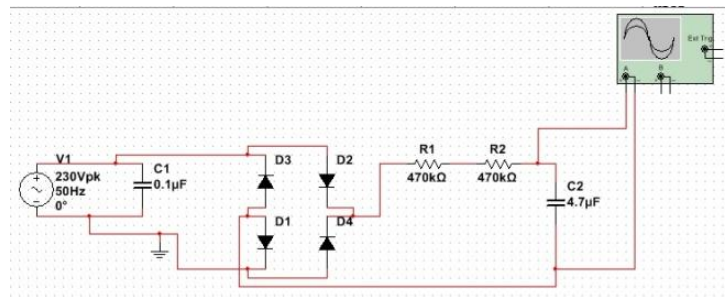 Ext Trig
A
B
V1
230Vpk
50Hz
0°
C1
0.1µF
D3
D2
D1
D4
R1
470kΩ
R2
470kΩ
C2
4.7µF